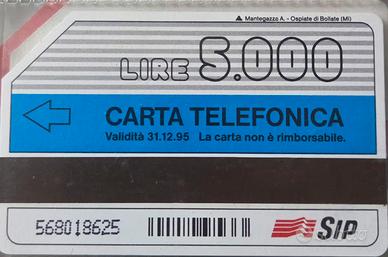 Mantegazza A. - Ospiate di Bollate (MI)
LIRE 5.000
CARTA TELEFONICA
Validità 31.12.95 La carta non è rimborsabile.
568018625
SIP